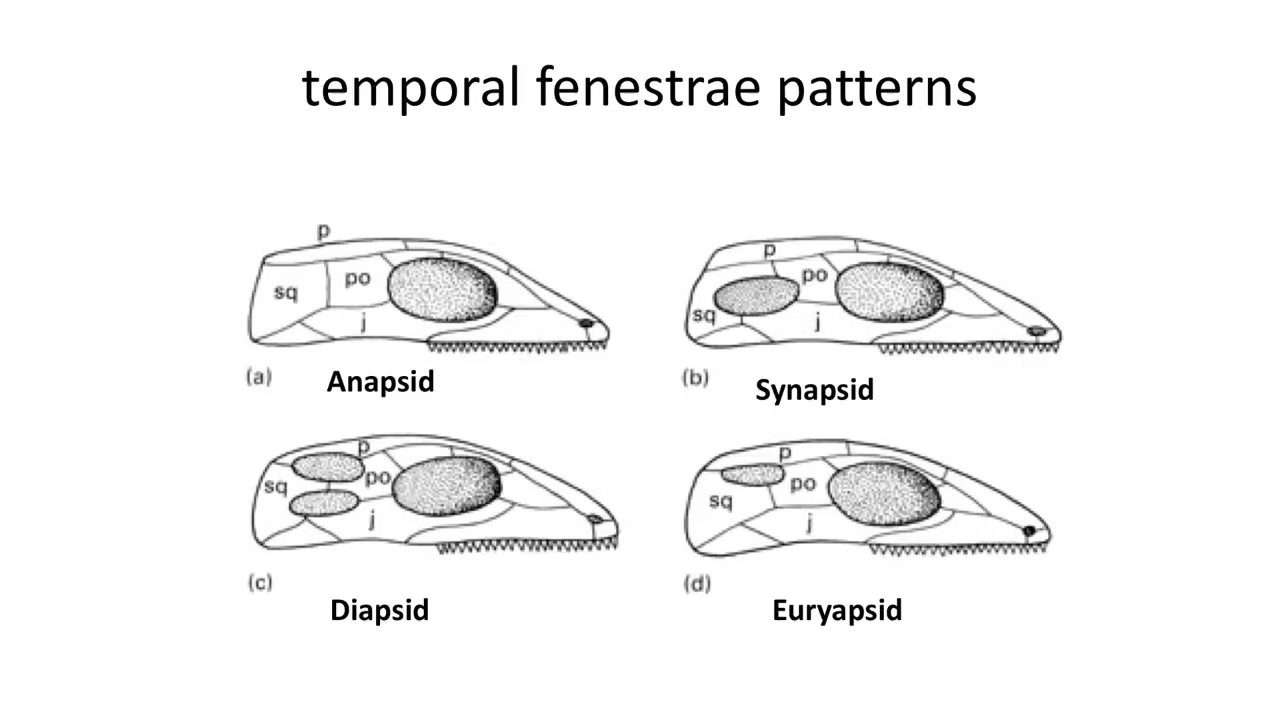 temporal fenestrae patterns
p
sq
po
j
(a)
Anapsid
p
po
sq
j
(b)
Synapsid
p
po
sq
j
(c)
Diapsid
p
po
sq
j
(d)
Euryapsid